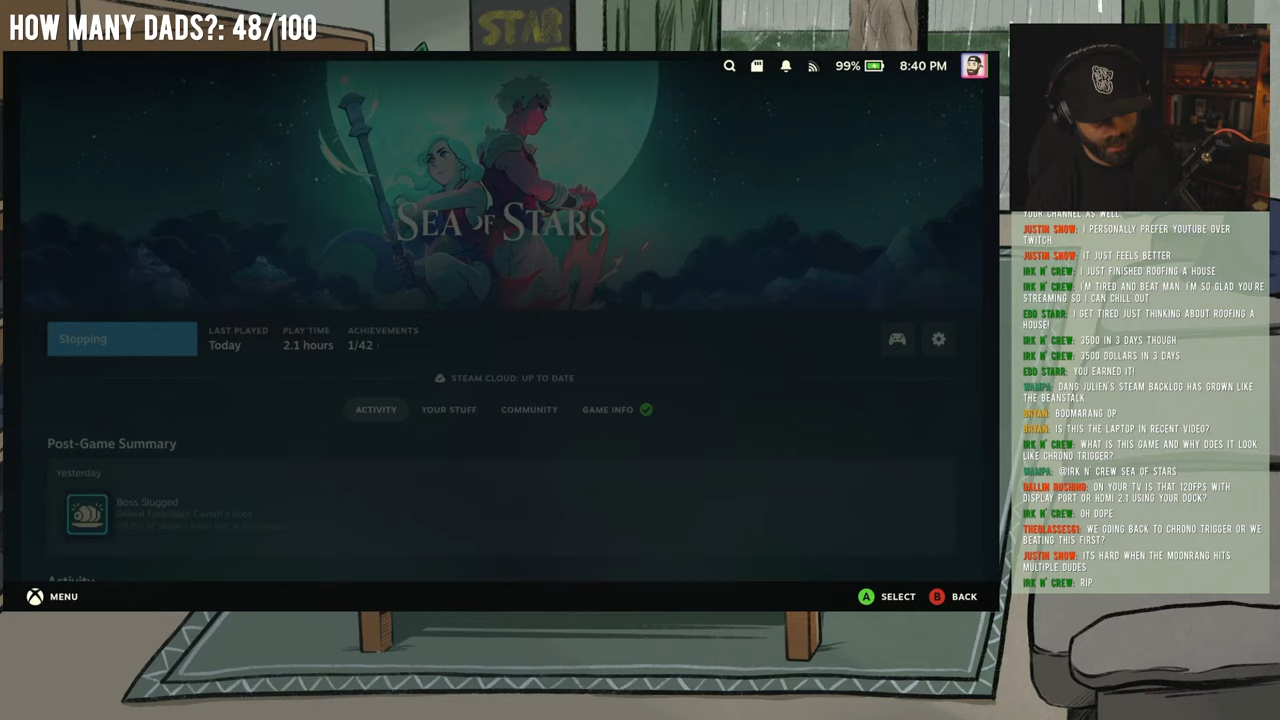 HOW MANY DADS?: 48/100
STAR
99%
8:40 PM
SEA OF STARS
Stopping
LAST PLAYED
Today
PLAY TIME
2.1 hours
ACHIEVEMENTS
1/42
STEAM CLOUD: UP TO DATE
ACTIVITY
YOUR STUFF
COMMUNITY
GAME INFO
Post-Game Summary
Yesterday
Boss Slugged
Defeat Forbidden Cavern's boss
Activity
MENU
A SELECT
B BACK
YOUR CHANNEL AS WELL
JUSTIN SNOW: I PERSONALLY PREFER YOUTUBE OVER
TWITCH
JUSTIN SNOW: IT JUST FEELS BETTER
IRK N' CREW: I JUST FINISHED ROOFING A HOUSE
IRK N' CREW: I'M TIRED AND BEAT MAN. I'M SO GLAD YOU'RE
STREAMING SO I CAN CHILL OUT
EDD STARR: I GET TIRED JUST THINKING ABOUT ROOFING A
HOUSE!
IRK N' CREW: 3500 IN 3 DAYS THOUGH
IRK N' CREW: 3500 DOLLARS IN 3 DAYS
EDD STARR: YOU EARNED IT!
WAMPA: DANG JULIEN'S STEAM BACKLOG HAS GROWN LIKE
THE BEANSTALK
BRYAN: BOOMARANG OP
BRYAN: IS THIS THE LAPTOP IN RECENT VIDEO?
IRK N' CREW: WHAT IS THIS GAME AND WHY DOES IT LOOK
LIKE CHRONO TRIGGER?
WAMPA: @IRK N' CREW SEA OF STARS
DALLIN RUSHING: ON YOUR TV IS THAT 120FPS WITH
DISPLAY PORT OR HDMI 2.1 USING YOUR DOCK?
IRK N' CREW: OH DOPE
THEGLASSES61: WE GOING BACK TO CHRONO TRIGGER OR WE
BEATING THIS FIRST?
JUSTIN SNOW: ITS HARD WHEN THE MOONRANG HITS
MULTIPLE DUDES
IRK N' CREW: RIP